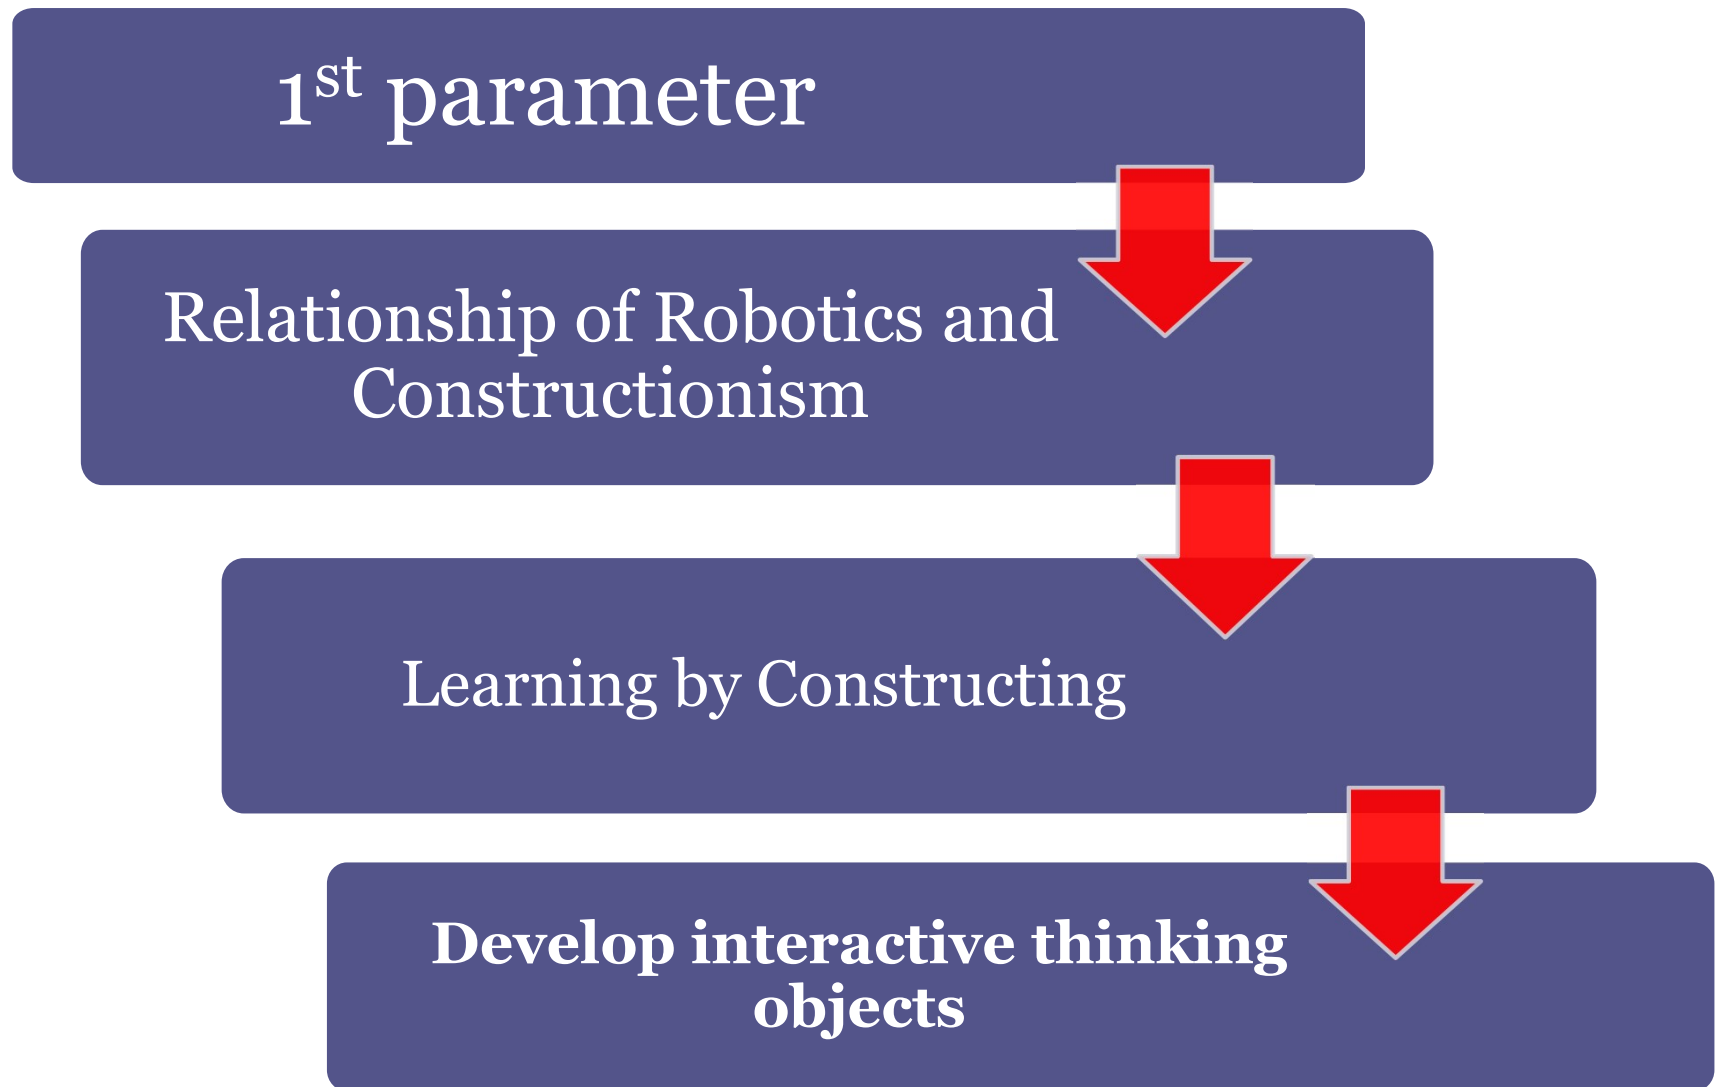 1st parameter
Relationship of Robotics and
Constructionism
Learning by Constructing
Develop interactive thinking
objects